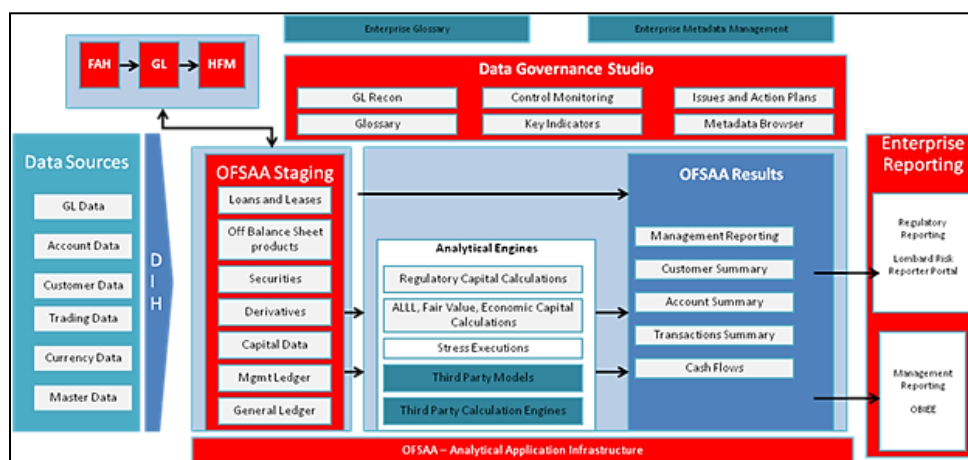 Enterprise Glossary
Enterprise Metadata Management
FAH
GL
HFM
Data Governance Studio
GL Recon
Control Monitoring
Issues and Action Plans
Glossary
Key Indicators
Metadata Browser
Data Sources
GL Data
Account Data
Customer Data
Trading Data
Currency Data
Master Data
D
I
H
OFSAA Staging
Loans and Leases
Off Balance Sheet
products
Securities
Derivatives
Capital Data
Mgmt Ledger
General Ledger
Analytical Engines
Regulatory Capital Calculations
ALLL, Fair Value, Economic Capital
Calculations
Stress Executions
Third Party Models
Third Party Calculation Engines
OFSAA Results
Management Reporting
Customer Summary
Account Summary
Transactions Summary
Cash Flows
Enterprise
Reporting
Regulatory
Reporting
Lombard Risk
Reporter Portal
Management
Reporting
OBIEE
OFSAA – Analytical Application Infrastructure